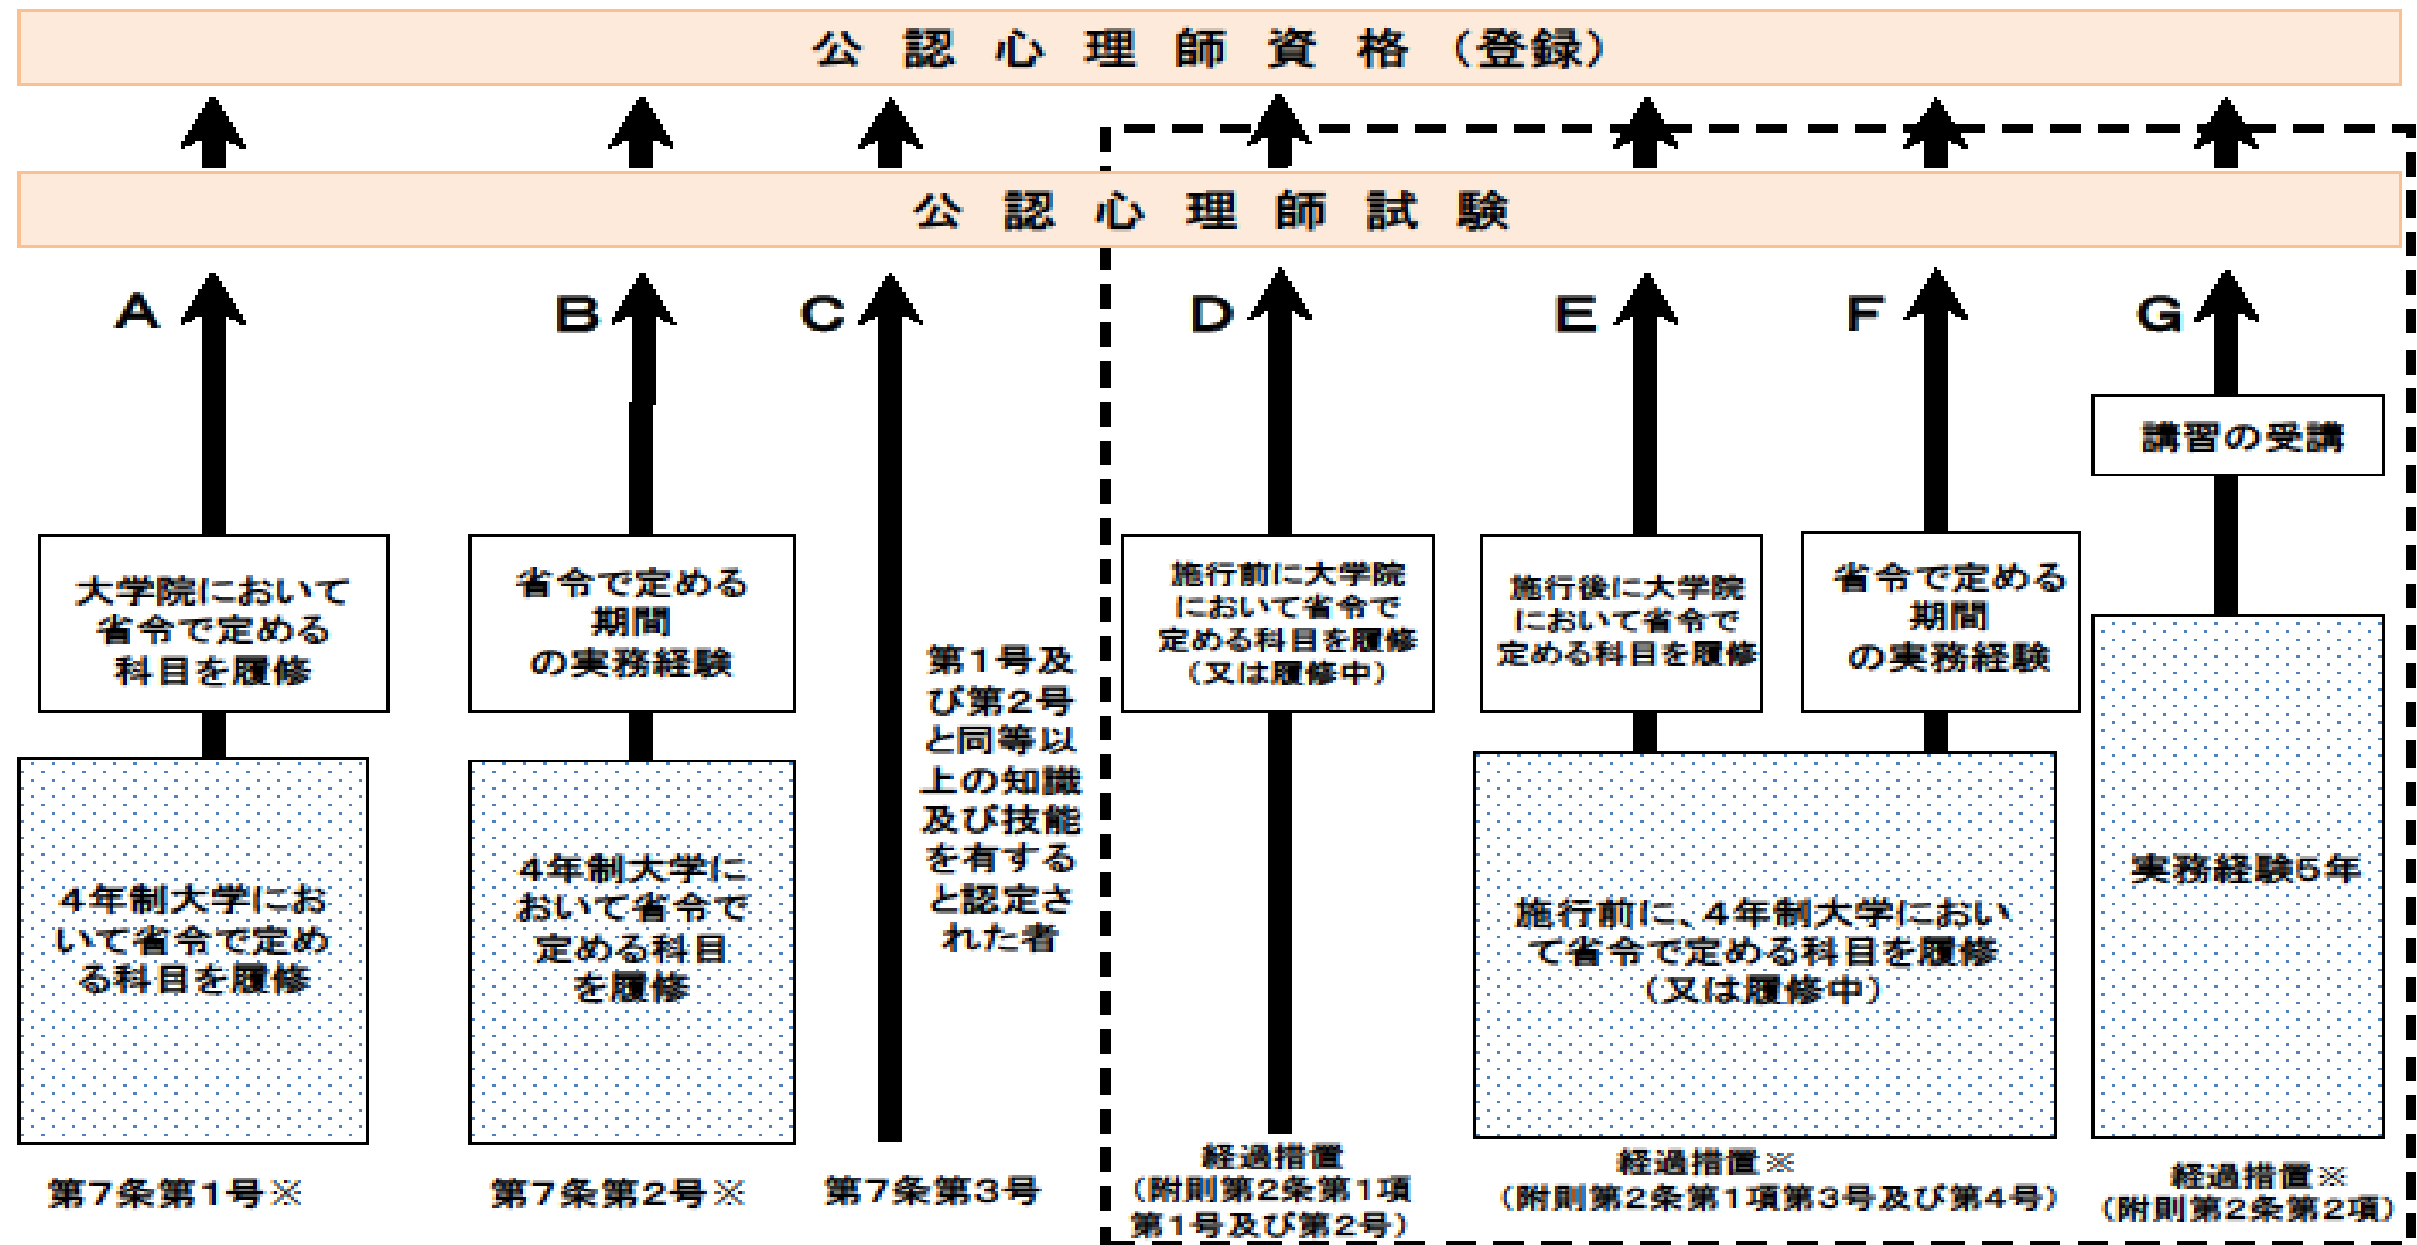 公認心理師資格（登録）
公認心理師試験
A
B
C
D
E
F
G
講習の受講
大学院において
省令で定める
科目を履修
省令で定める
期間
の実務経験
第１号及
び第２号
と同等以
上の知識
及び技能
を有する
と認定さ
れた者
施行前に大学院
において省令で
定める科目を履修
（又は履修中）
施行後に大学院
において省令で
定める科目を履修
省令で定める
期間
の実務経験
４年制大学にお
いて省令で定め
る科目を履修
４年制大学に
おいて省令で
定める科目
を履修
施行前に、４年制大学におい
て省令で定める科目を履修
（又は履修中）
実務経験５年
第７条第１号※
第７条第２号※
第７条第３号
経過措置
（附則第２条第１項
第１号及び第２号）
経過措置※
（附則第２条第１項第３号及び第４号）
経過措置※
（附則第２条第２項）